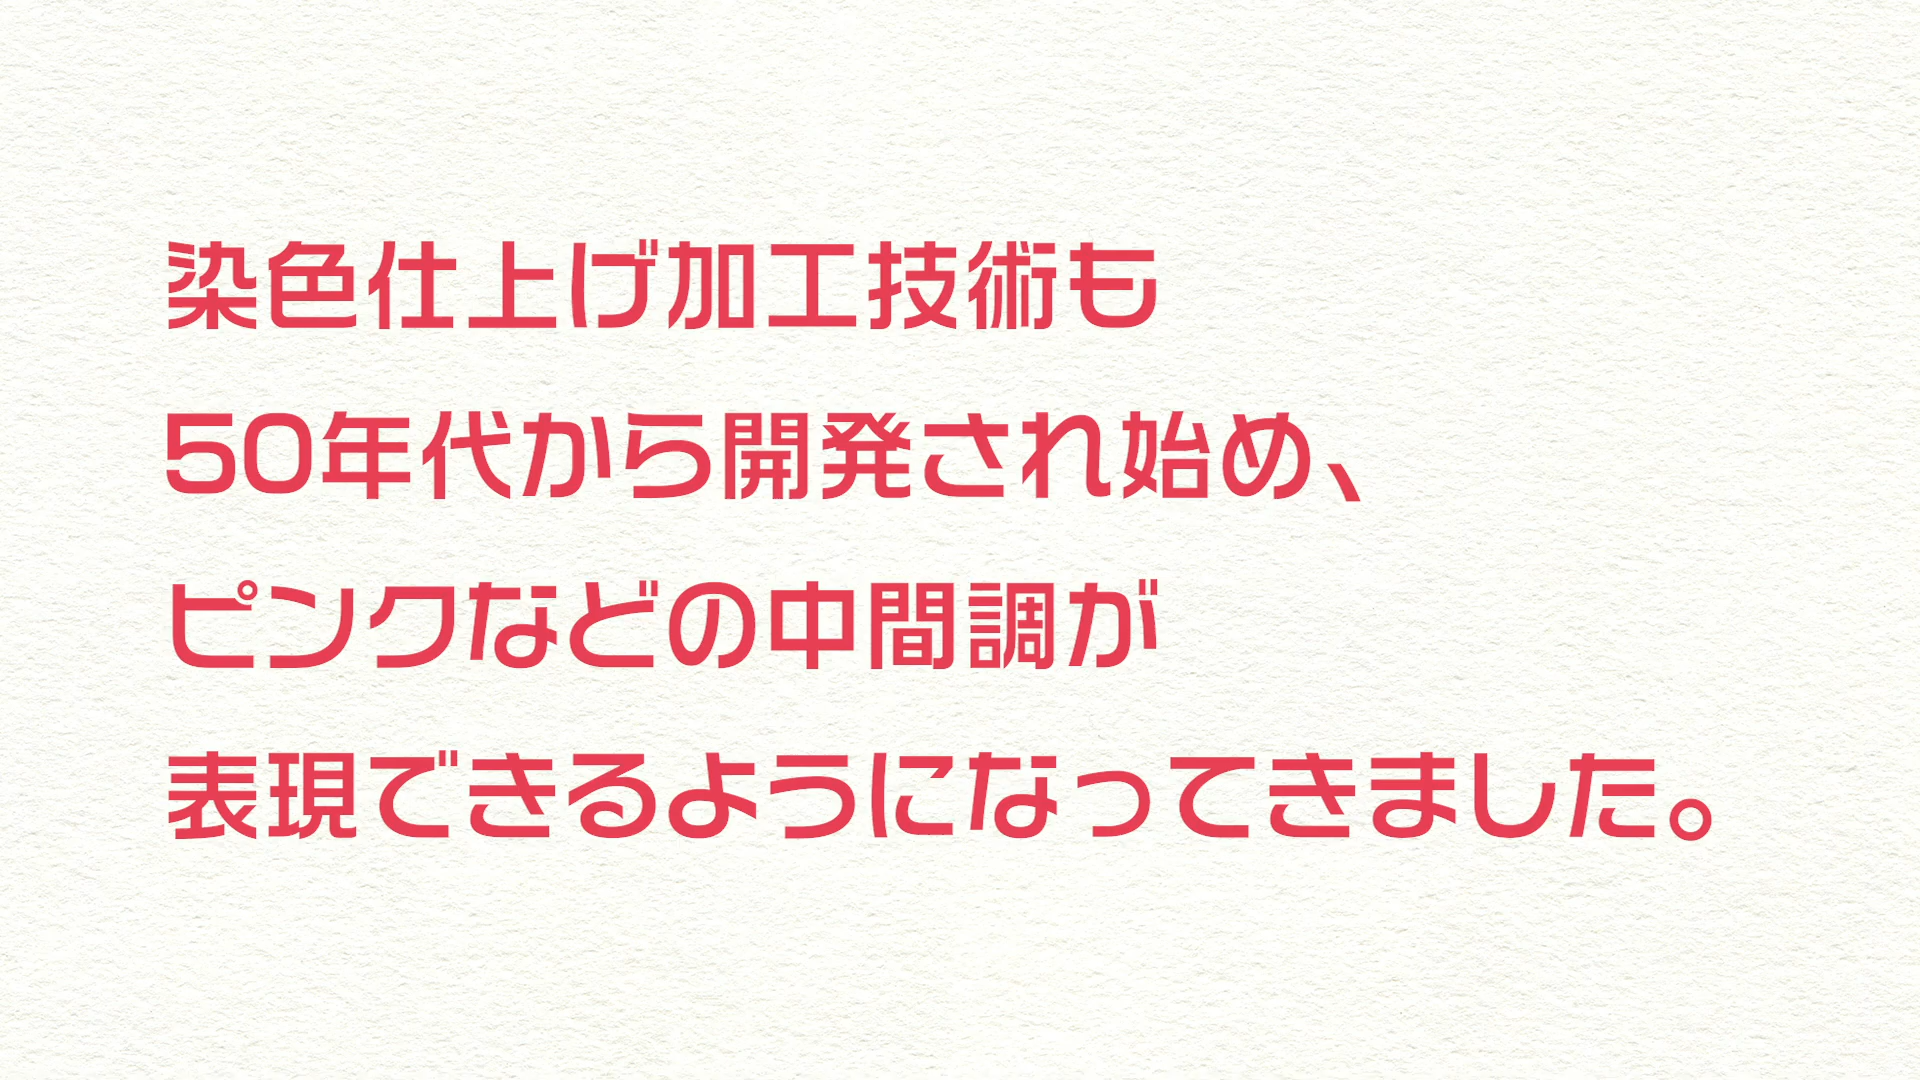 染色仕上げ加工技術も
50年代から開発され始め、
ピンクなどの中間調が
表現できるようになってきました。